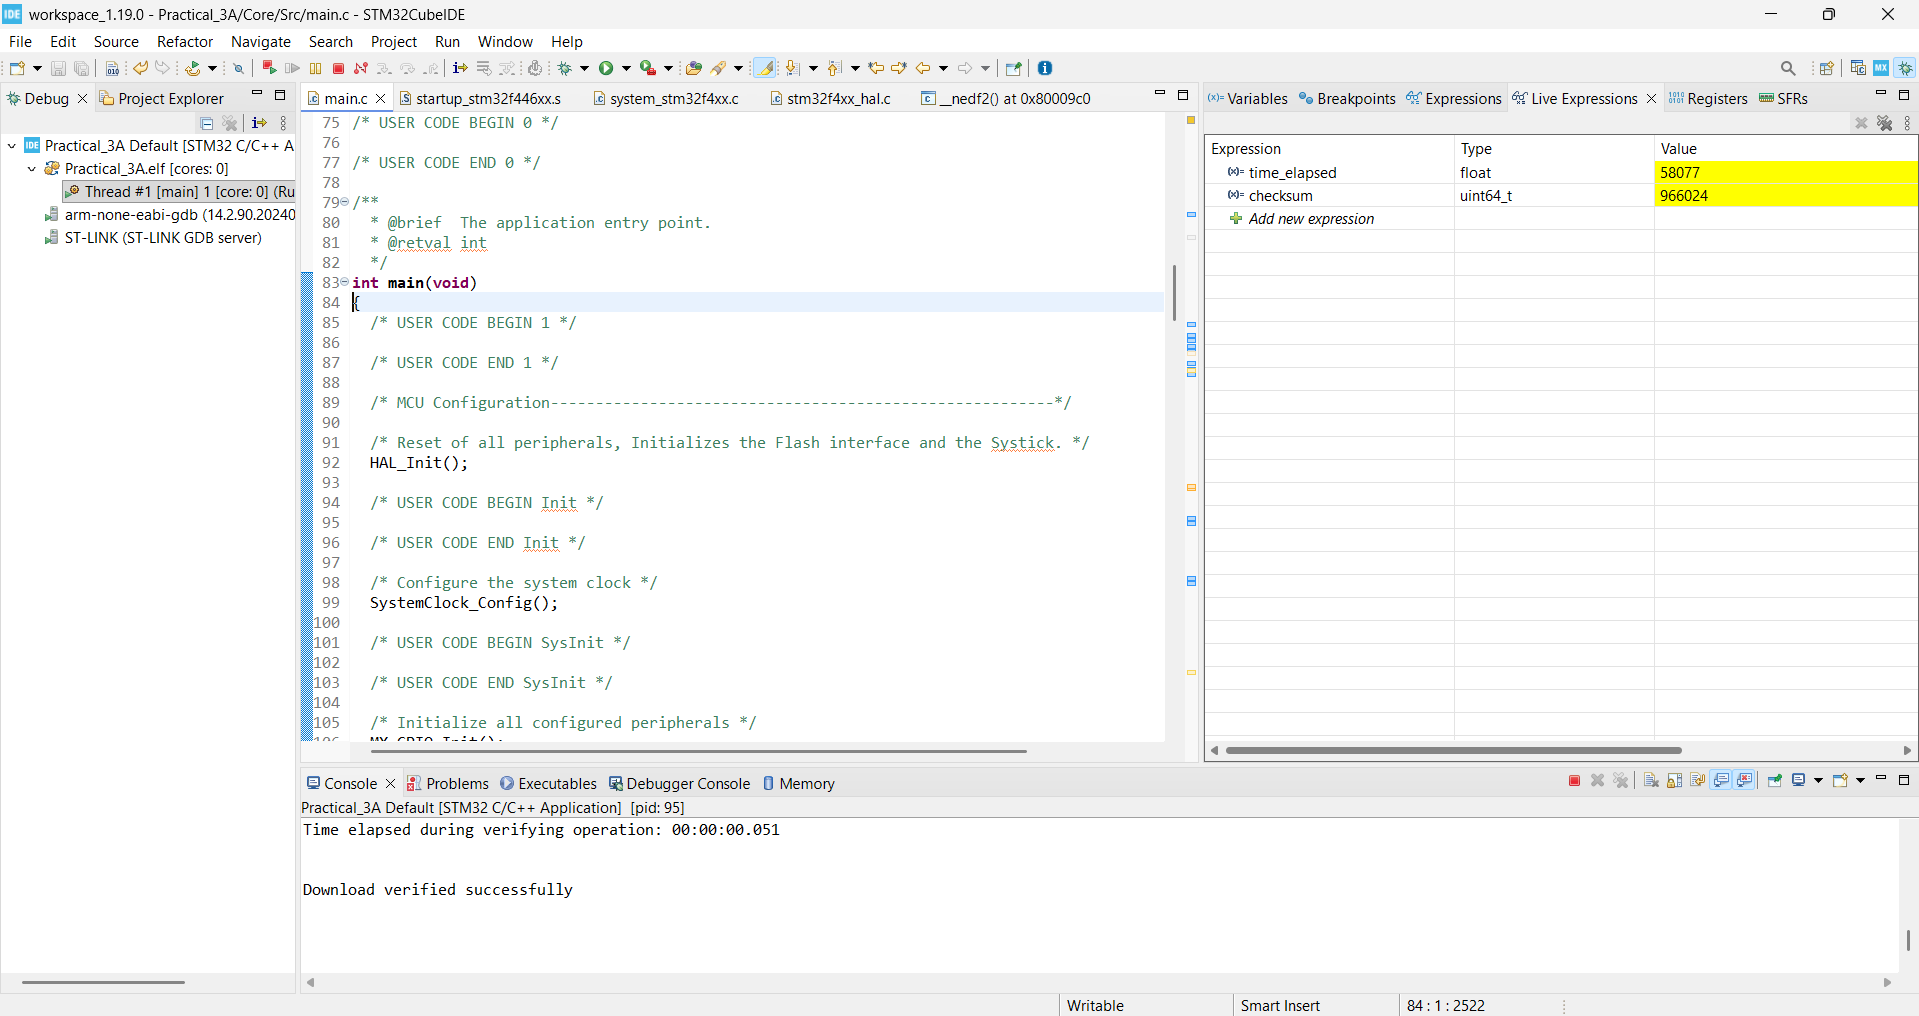 workspace_1.19.0 - Practical_3A/Core/Src/main.c - STM32CubeIDE
File Edit Source Refactor Navigate Search Project Run Window Help
Debug Project Explorer
Practical_3A Default [STM32 C/C++ A
Practical_3A.elf [cores: 0]
Thread #1 [main] 1 [core: 0] (Ru
arm-none-eabi-gdb (14.2.90.20240
ST-LINK (ST-LINK GDB server)
main.c startup_stm32f446xx.s system_stm32f4xx.c stm32f4xx_hal.c __nedf2() at 0x80009c0
75 /* USER CODE BEGIN 0 */
76
77 /* USER CODE END 0 */
78
79 /**
80 * @brief The application entry point.
81 * @retval int
82 */
83 int main(void)
84 {
85 /* USER CODE BEGIN 1 */
86
87 /* USER CODE END 1 */
88
89 /* MCU Configuration--------------------------------------------------------*/
90
91 /* Reset of all peripherals, Initializes the Flash interface and the Systick. */
92 HAL_Init();
93
94 /* USER CODE BEGIN Init */
95
96 /* USER CODE END Init */
97
98 /* Configure the system clock */
99 SystemClock_Config();
100
101 /* USER CODE BEGIN SysInit */
102
103 /* USER CODE END SysInit */
104
105 /* Initialize all configured peripherals */
106 MX_GPIO_Init();
Variables Breakpoints Expressions Live Expressions Registers SFRs
Expression Type Value
time_elapsed float 58077
checksum uint64_t 966024
Add new expression
Console Problems Executables Debugger Console Memory
Practical_3A Default [STM32 C/C++ Application] [pid: 95]
Time elapsed during verifying operation: 00:00:00.051
Download verified successfully
Writable Smart Insert 84 : 1 : 2522